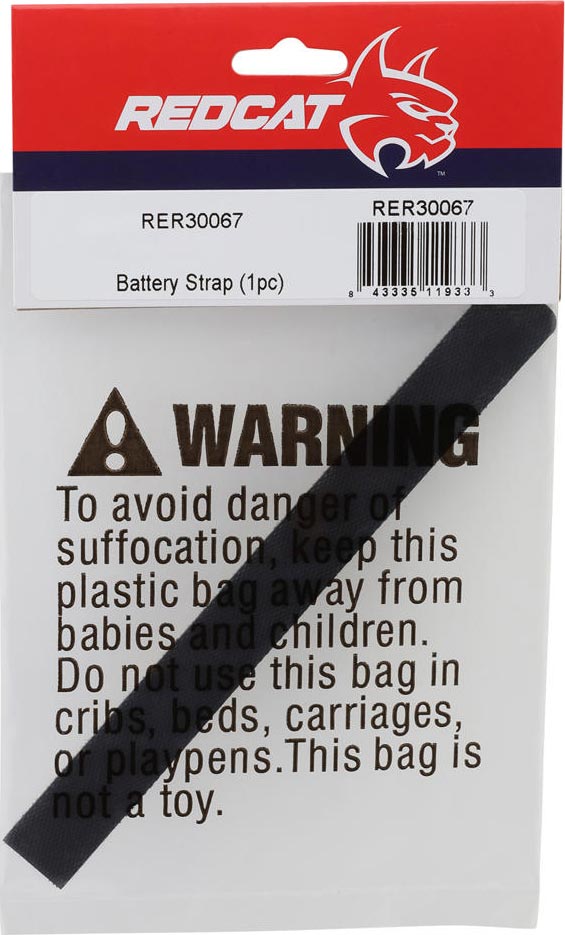 REDCAT
TM
RER30067
RER30067
Battery Strap (1pc)
8 43335 11933 3
WARNING
To avoid danger of
suffocation, keep this
plastic bag away from
babies and children.
Do not use this bag in
cribs, beds, carriages,
or playpens.This bag is
not a toy.